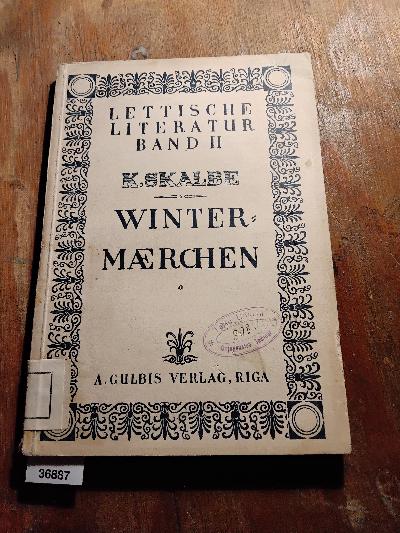 LETTISCHE
LITERATUR
BAND II
K. SKALBE
WINTER=
MÆRCHEN
A. GULBIS VERLAG, RIGA
36887